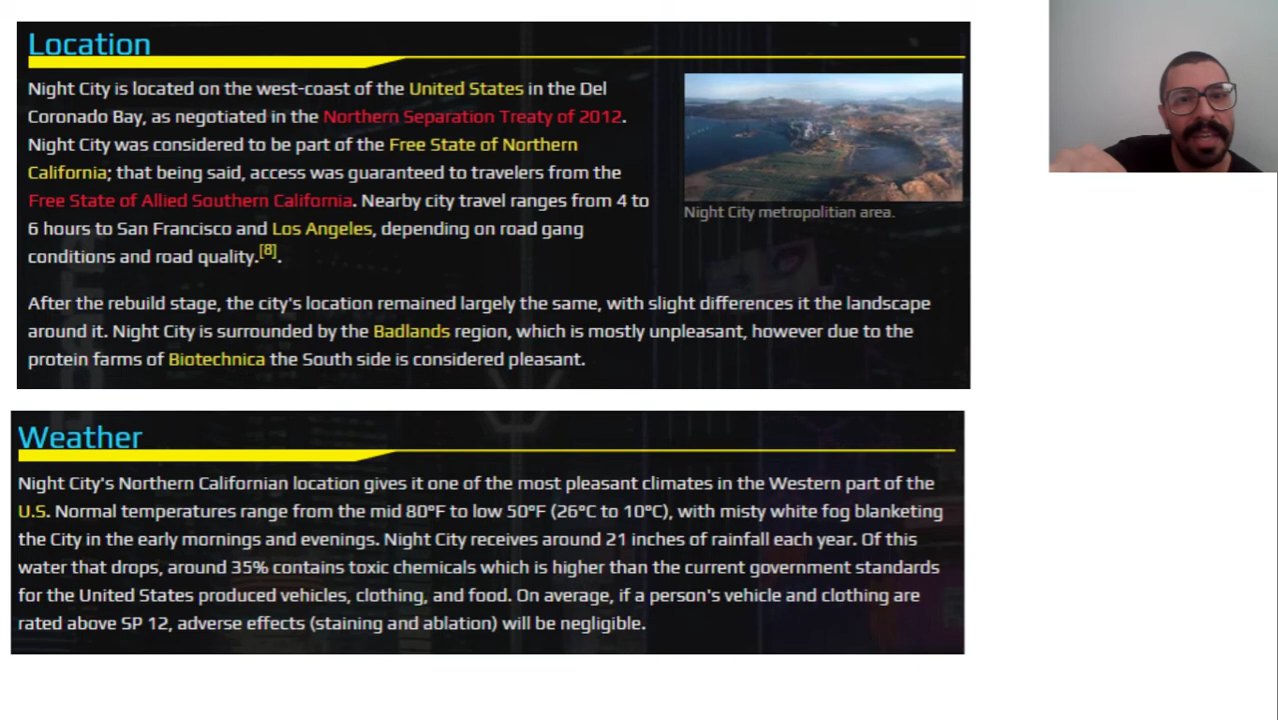 Location
Night City is located on the west-coast of the United States in the Del
Coronado Bay, as negotiated in the Northern Separation Treaty of 2012.
Night City was considered to be part of the Free State of Northern
California; that being said, access was guaranteed to travelers from the
Free State of Allied Southern California. Nearby city travel ranges from 4 to
6 hours to San Francisco and Los Angeles, depending on road gang
conditions and road quality.[8].
Night City metropolitian area.
After the rebuild stage, the city's location remained largely the same, with slight differences it the landscape
around it. Night City is surrounded by the Badlands region, which is mostly unpleasant, however due to the
protein farms of Biotechnica the South side is considered pleasant.
Weather
Night City's Northern Californian location gives it one of the most pleasant climates in the Western part of the
U.S. Normal temperatures range from the mid 80ºF to low 50ºF (26ºC to 10ºC), with misty white fog blanketing
the City in the early mornings and evenings. Night City receives around 21 inches of rainfall each year. Of this
water that drops, around 35% contains toxic chemicals which is higher than the current government standards
for the United States produced vehicles, clothing, and food. On average, if a person's vehicle and clothing are
rated above SP 12, adverse effects (staining and ablation) will be negligible.